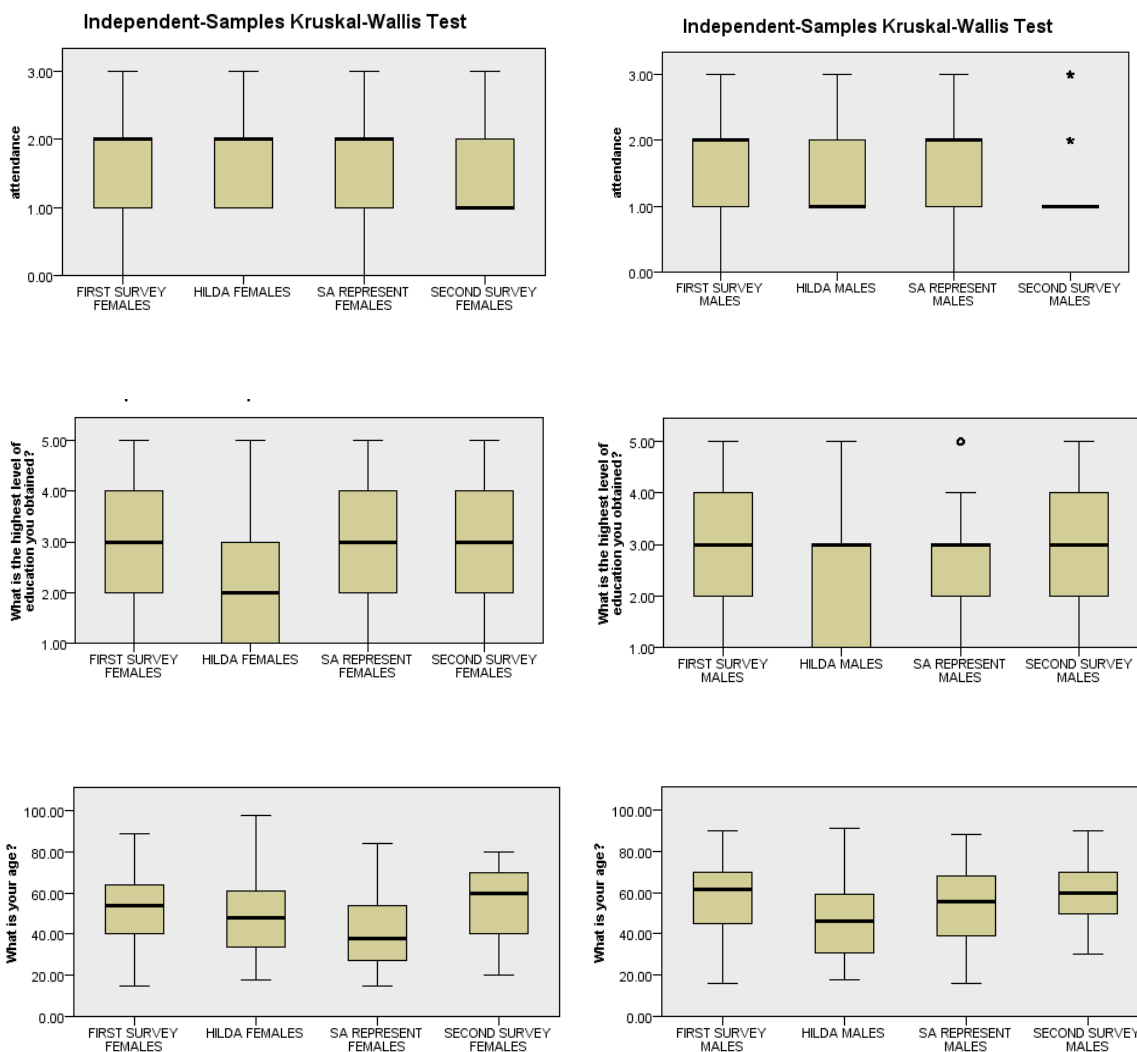 Independent-Samples Kruskal-Wallis Test
Independent-Samples Kruskal-Wallis Test
attendance
3.00
2.00
1.00
0.00
FIRST SURVEY FEMALES
HILDA FEMALES
SA REPRESENT FEMALES
SECOND SURVEY FEMALES
attendance
3.00
2.00
1.00
0.00
FIRST SURVEY MALES
HILDA MALES
SA REPRESENT MALES
SECOND SURVEY MALES
What is the highest level of
education you obtained?
5.00
4.00
3.00
2.00
1.00
FIRST SURVEY FEMALES
HILDA FEMALES
SA REPRESENT FEMALES
SECOND SURVEY FEMALES
What is the highest level of
education you obtained?
5.00
4.00
3.00
2.00
1.00
FIRST SURVEY MALES
HILDA MALES
SA REPRESENT MALES
SECOND SURVEY MALES
What is your age?
100.00
80.00
60.00
40.00
20.00
0.00
FIRST SURVEY FEMALES
HILDA FEMALES
SA REPRESENT FEMALES
SECOND SURVEY FEMALES
What is your age?
100.00
80.00
60.00
40.00
20.00
0.00
FIRST SURVEY MALES
HILDA MALES
SA REPRESENT MALES
SECOND SURVEY MALES